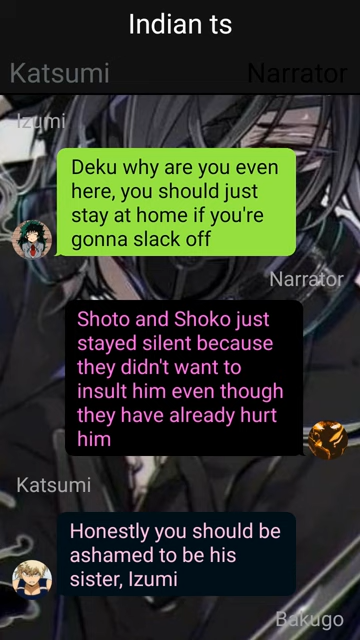 Indian ts
Katsumi
Narrator
Izumi
Deku why are you even
here, you should just
stay at home if you're
gonna slack off
Narrator
Shoto and Shoko just
stayed silent because
they didn't want to
insult him even though
they have already hurt
him
Katsumi
Honestly you should be
ashamed to be his
sister, Izumi
Bakugo